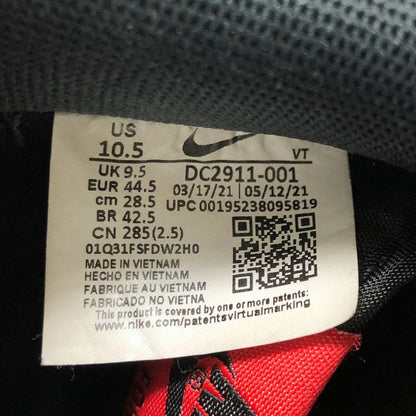 US
10.5 VT
UK 9.5 DC2911-001
EUR 44.5 03/17/21 05/12/21
cm 28.5 UPC 00195238095819
BR 42.5
CN 285(2.5)
01Q31FSFDW2H0
MADE IN VIETNAM
HECHO EN VIETNAM
FABRIQUE AU VIETNAM
FABRICADO NO VIETNAM
This product is covered by one or more patents:
www.nike.com/patentsvirtualmarking